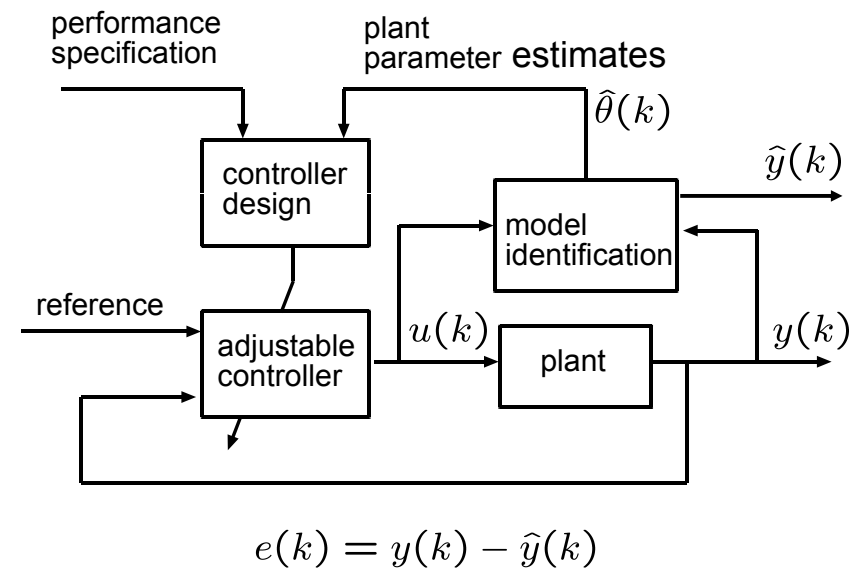 performance
specification
plant
parameter estimates
θ̂(k)
ŷ(k)
controller
design
model
identification
reference
u(k)
y(k)
adjustable
controller
plant
e(k) = y(k) − ŷ(k)